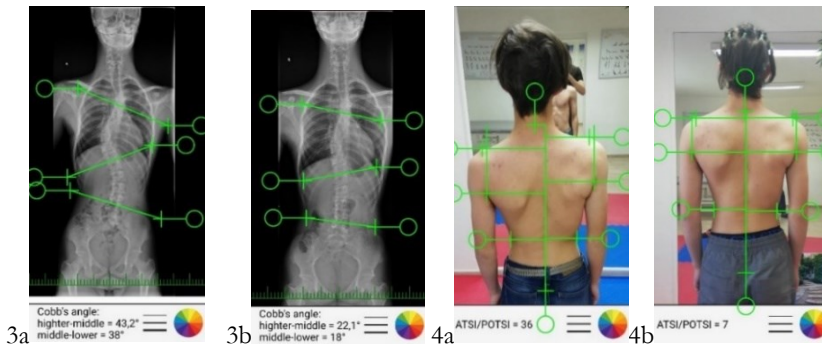 3a
Cobb's angle:
highter-middle = 43,2°
middle-lower = 38°
3b
Cobb's angle:
highter-middle = 22,1°
middle-lower = 18°
4a
ATSI/POTSI = 36
4b
ATSI/POTSI = 7